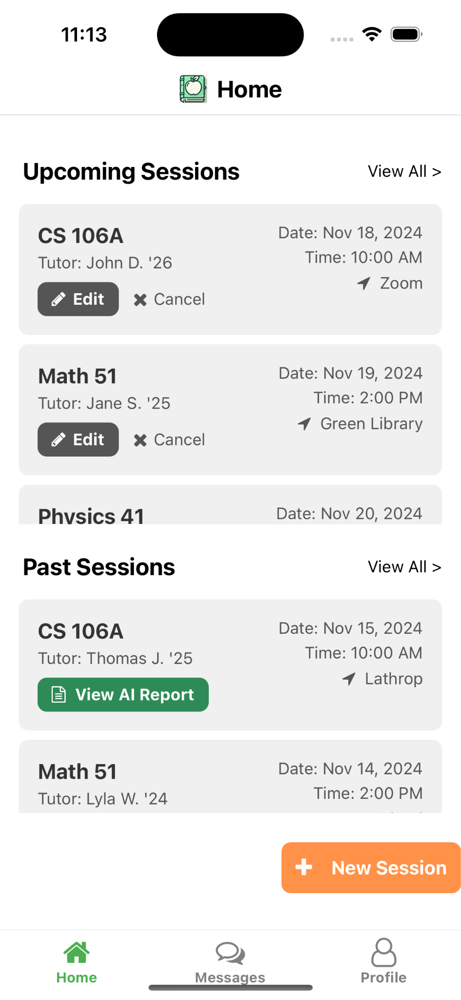 11:13
Home
Upcoming Sessions
View All >
CS 106A
Date: Nov 18, 2024
Tutor: John D. '26
Time: 10:00 AM
Zoom
Edit
Cancel
Math 51
Date: Nov 19, 2024
Tutor: Jane S. '25
Time: 2:00 PM
Green Library
Edit
Cancel
Physics 41
Date: Nov 20, 2024
Past Sessions
View All >
CS 106A
Date: Nov 15, 2024
Tutor: Thomas J. '25
Time: 10:00 AM
Lathrop
View AI Report
Math 51
Date: Nov 14, 2024
Tutor: Lyla W. '24
Time: 2:00 PM
New Session
Home
Messages
Profile